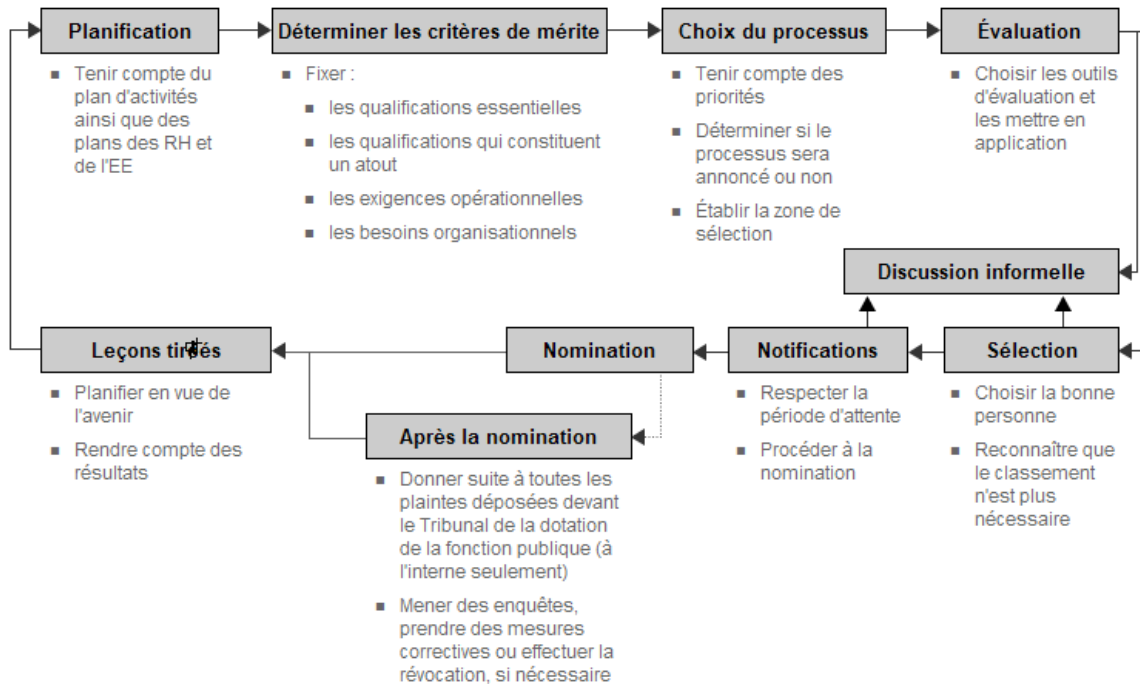 Planification
Tenir compte du
plan d'activités
ainsi que des
plans des RH et
de l'EE
Déterminer les critères de mérite
Fixer :
les qualifications essentielles
les qualifications qui constituent
un atout
les exigences opérationnelles
les besoins organisationnels
Choix du processus
Tenir compte des
priorités
Déterminer si le
processus sera
annoncé ou non
Établir la zone de
sélection
Évaluation
Choisir les outils
d'évaluation et
les mettre en
application
Discussion informelle
Sélection
Choisir la bonne
personne
Reconnaître que
le classement
n'est plus
nécessaire
Notifications
Respecter la
période d'attente
Procéder à la
nomination
Nomination
Après la nomination
Donner suite à toutes les
plaintes déposées devant
le Tribunal de la dotation
de la fonction publique (à
l'interne seulement)
Mener des enquêtes,
prendre des mesures
correctives ou effectuer la
révocation, si nécessaire
Leçons tirées
Planifier en vue de
l'avenir
Rendre compte des
résultats